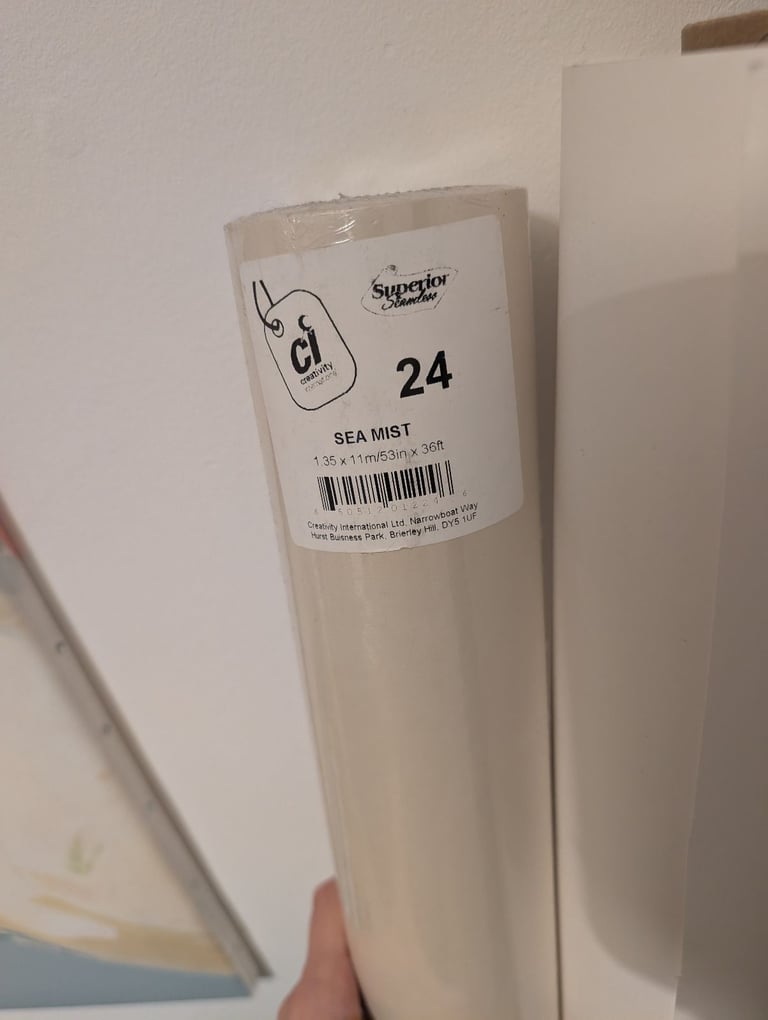 Superior
Seamless
ci
creativity
24
SEA MIST
1.35 x 11m/53in x 36ft
Creativity International Ltd. Narrowboat Way
Hurst Buisness Park. Brierley Hill. DY5 1UF